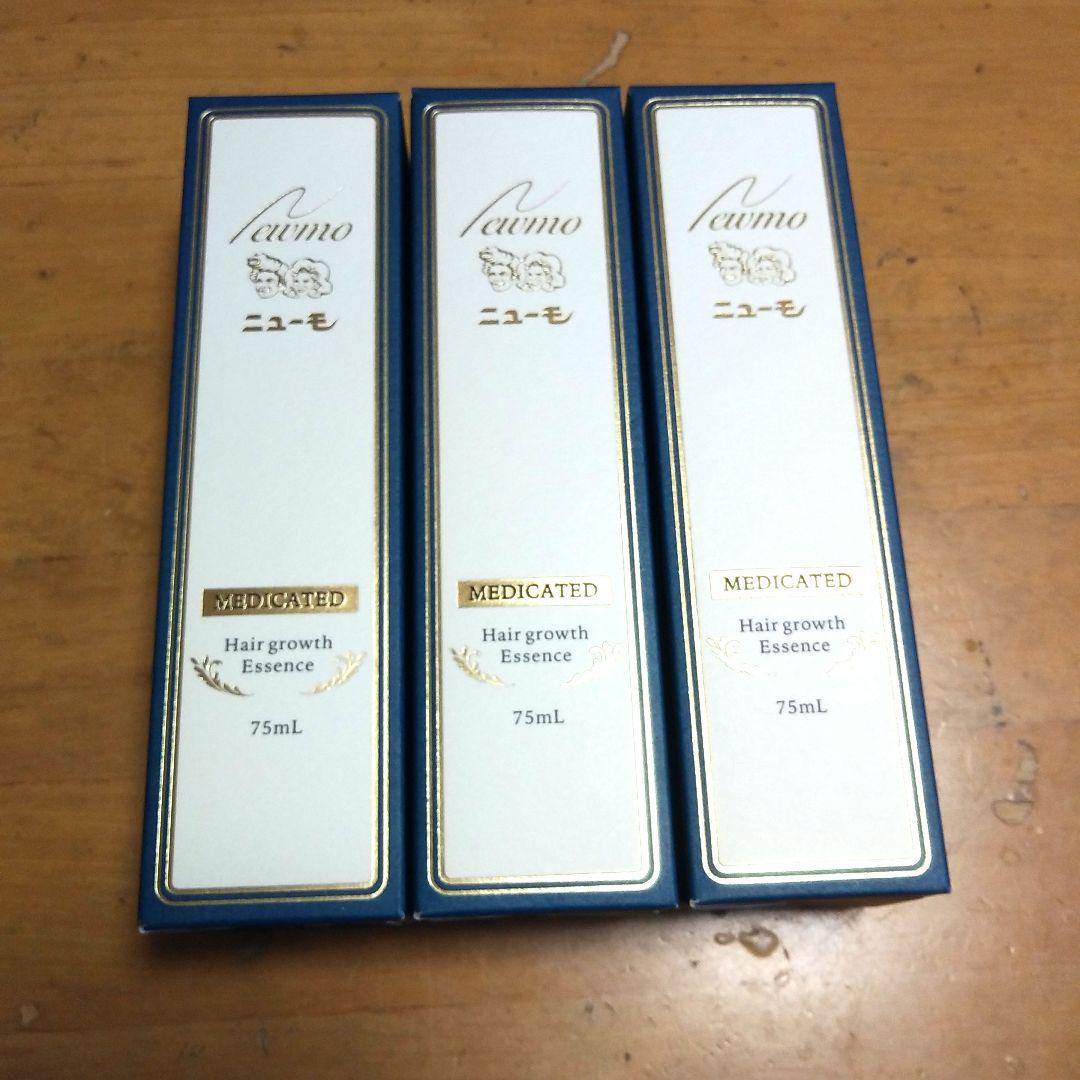 Newmo
ニューモ
MEDICATED
Hair growth
Essence
75mL
Newmo
ニューモ
MEDICATED
Hair growth
Essence
75mL
Newmo
ニューモ
MEDICATED
Hair growth
Essence
75mL